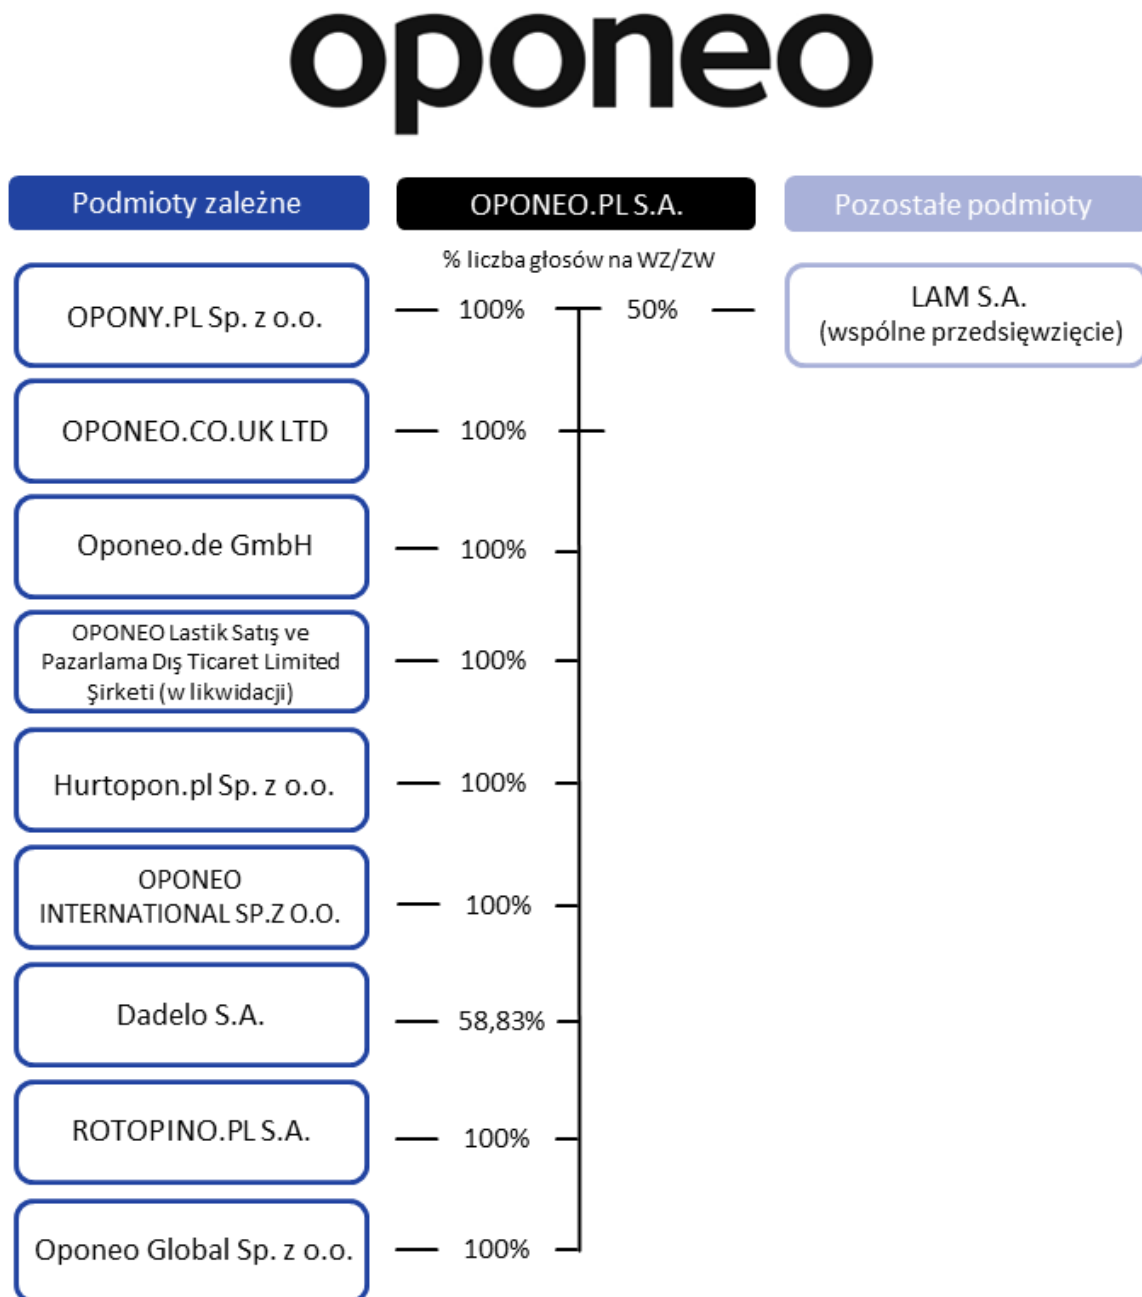 oponeo
Podmioty zależne
OPONEO.PL S.A.
Pozostałe podmioty
% liczba głosów na WZ/ZW
OPONY.PL Sp. z o.o.
100%
50%
LAM S.A.
(wspólne przedsięwzięcie)
OPONEO.CO.UK LTD
100%
Oponeo.de GmbH
100%
OPONEO Lastik Satış ve
Pazarlama Dış Ticaret Limited
Şirketi (w likwidacji)
100%
Hurtopon.pl Sp. z o.o.
100%
OPONEO
INTERNATIONAL SP.Z O.O.
100%
Dadelo S.A.
58,83%
ROTOPINO.PL S.A.
100%
Oponeo Global Sp. z o.o.
100%